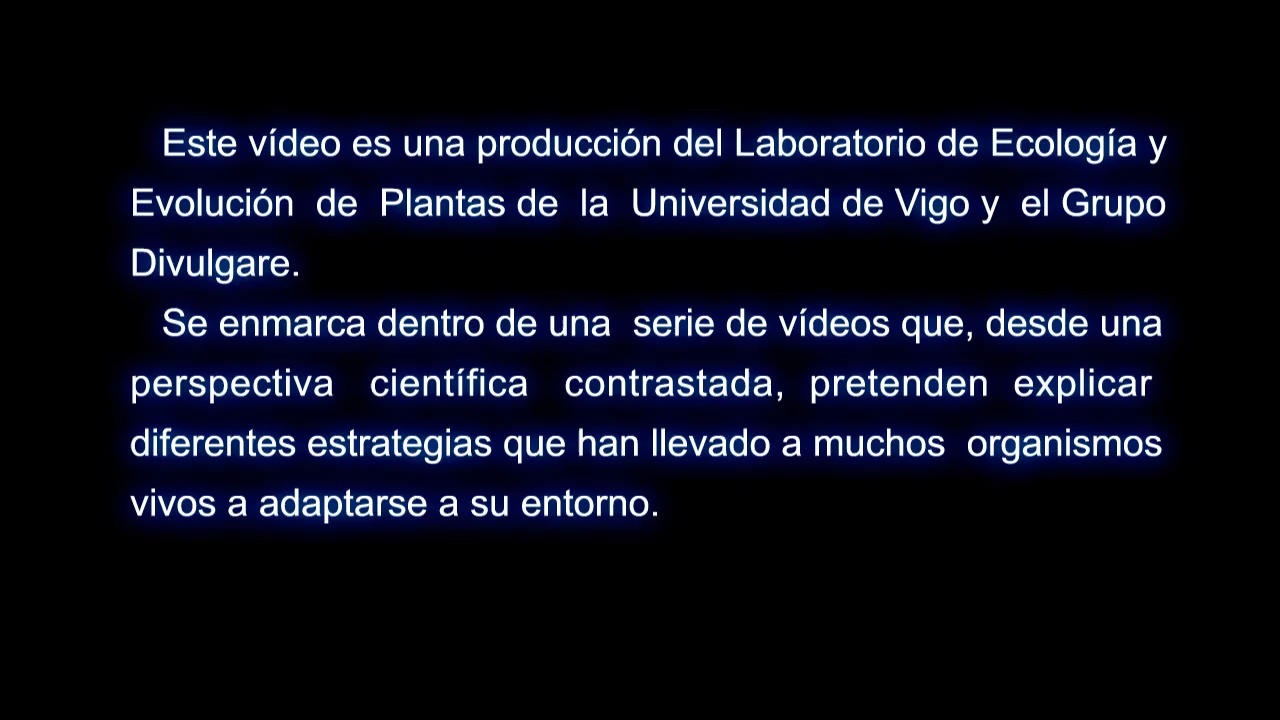 Este vídeo es una producción del Laboratorio de Ecología y
Evolución de Plantas de la Universidad de Vigo y el Grupo
Divulgare.
Se enmarca dentro de una serie de vídeos que, desde una
perspectiva científica contrastada, pretenden explicar
diferentes estrategias que han llevado a muchos organismos
vivos a adaptarse a su entorno.